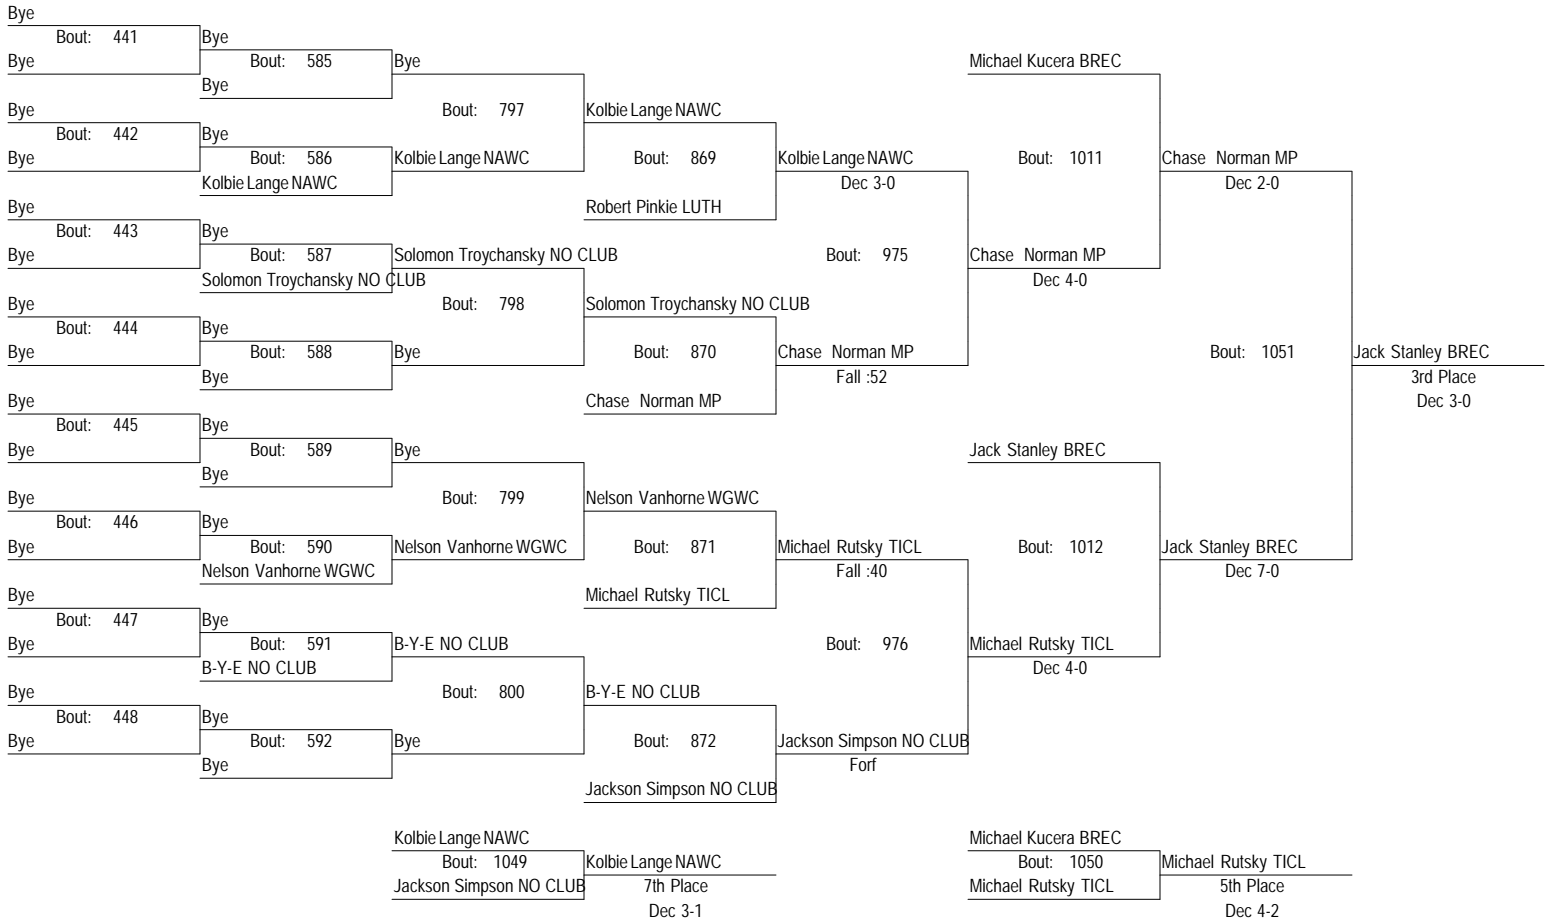 Bye
Bout: 441
Bye
Bye
Bout: 585
Bye
Bye
Bout: 442
Bye
Bye
Bout: 586
Kolbie Lange NAWC
Bye
Bout: 797
Kolbie Lange NAWC
Bye
Bout: 443
Bye
Bye
Bout: 587
Solomon Troychansky NO CLUB
Bye
Bout: 444
Bye
Bye
Bout: 588
Bye
Solomon Troychansky NO CLUB
Bout: 798
Bye
Kolbie Lange NAWC
Bout: 869
Robert Pinkie LUTH
Solomon Troychansky NO CLUB
Bout: 870
Chase Norman MP
Kolbie Lange NAWC
Dec 3-0
Bout: 975
Chase Norman MP
Fall :52
Bye
Bout: 445
Bye
Bye
Bout: 589
Bye
Bye
Bout: 446
Bye
Bye
Bout: 590
Nelson Vanhorne WGWC
Bye
Bout: 799
Nelson Vanhorne WGWC
Bye
Bout: 447
Bye
Bye
Bout: 591
B-Y-E NO CLUB
Bye
Bout: 448
Bye
Bye
Bout: 592
Bye
B-Y-E NO CLUB
Bout: 800
Bye
Nelson Vanhorne WGWC
Bout: 871
Michael Rutsky TICL
B-Y-E NO CLUB
Bout: 872
Jackson Simpson NO CLUB
Michael Rutsky TICL
Fall :40
Bout: 976
Jackson Simpson NO CLUB
Forf
Michael Kucera BREC
Bout: 1011
Chase Norman MP
Dec 4-0
Jack Stanley BREC
Bout: 1012
Michael Rutsky TICL
Dec 4-0
Chase Norman MP
Dec 2-0
Bout: 1051
Jack Stanley BREC
Dec 7-0
Jack Stanley BREC
3rd Place
Dec 3-0
Kolbie Lange NAWC
Bout: 1049
Jackson Simpson NO CLUB
Kolbie Lange NAWC
7th Place
Dec 3-1
Michael Kucera BREC
Bout: 1050
Michael Rutsky TICL
Michael Rutsky TICL
5th Place
Dec 4-2